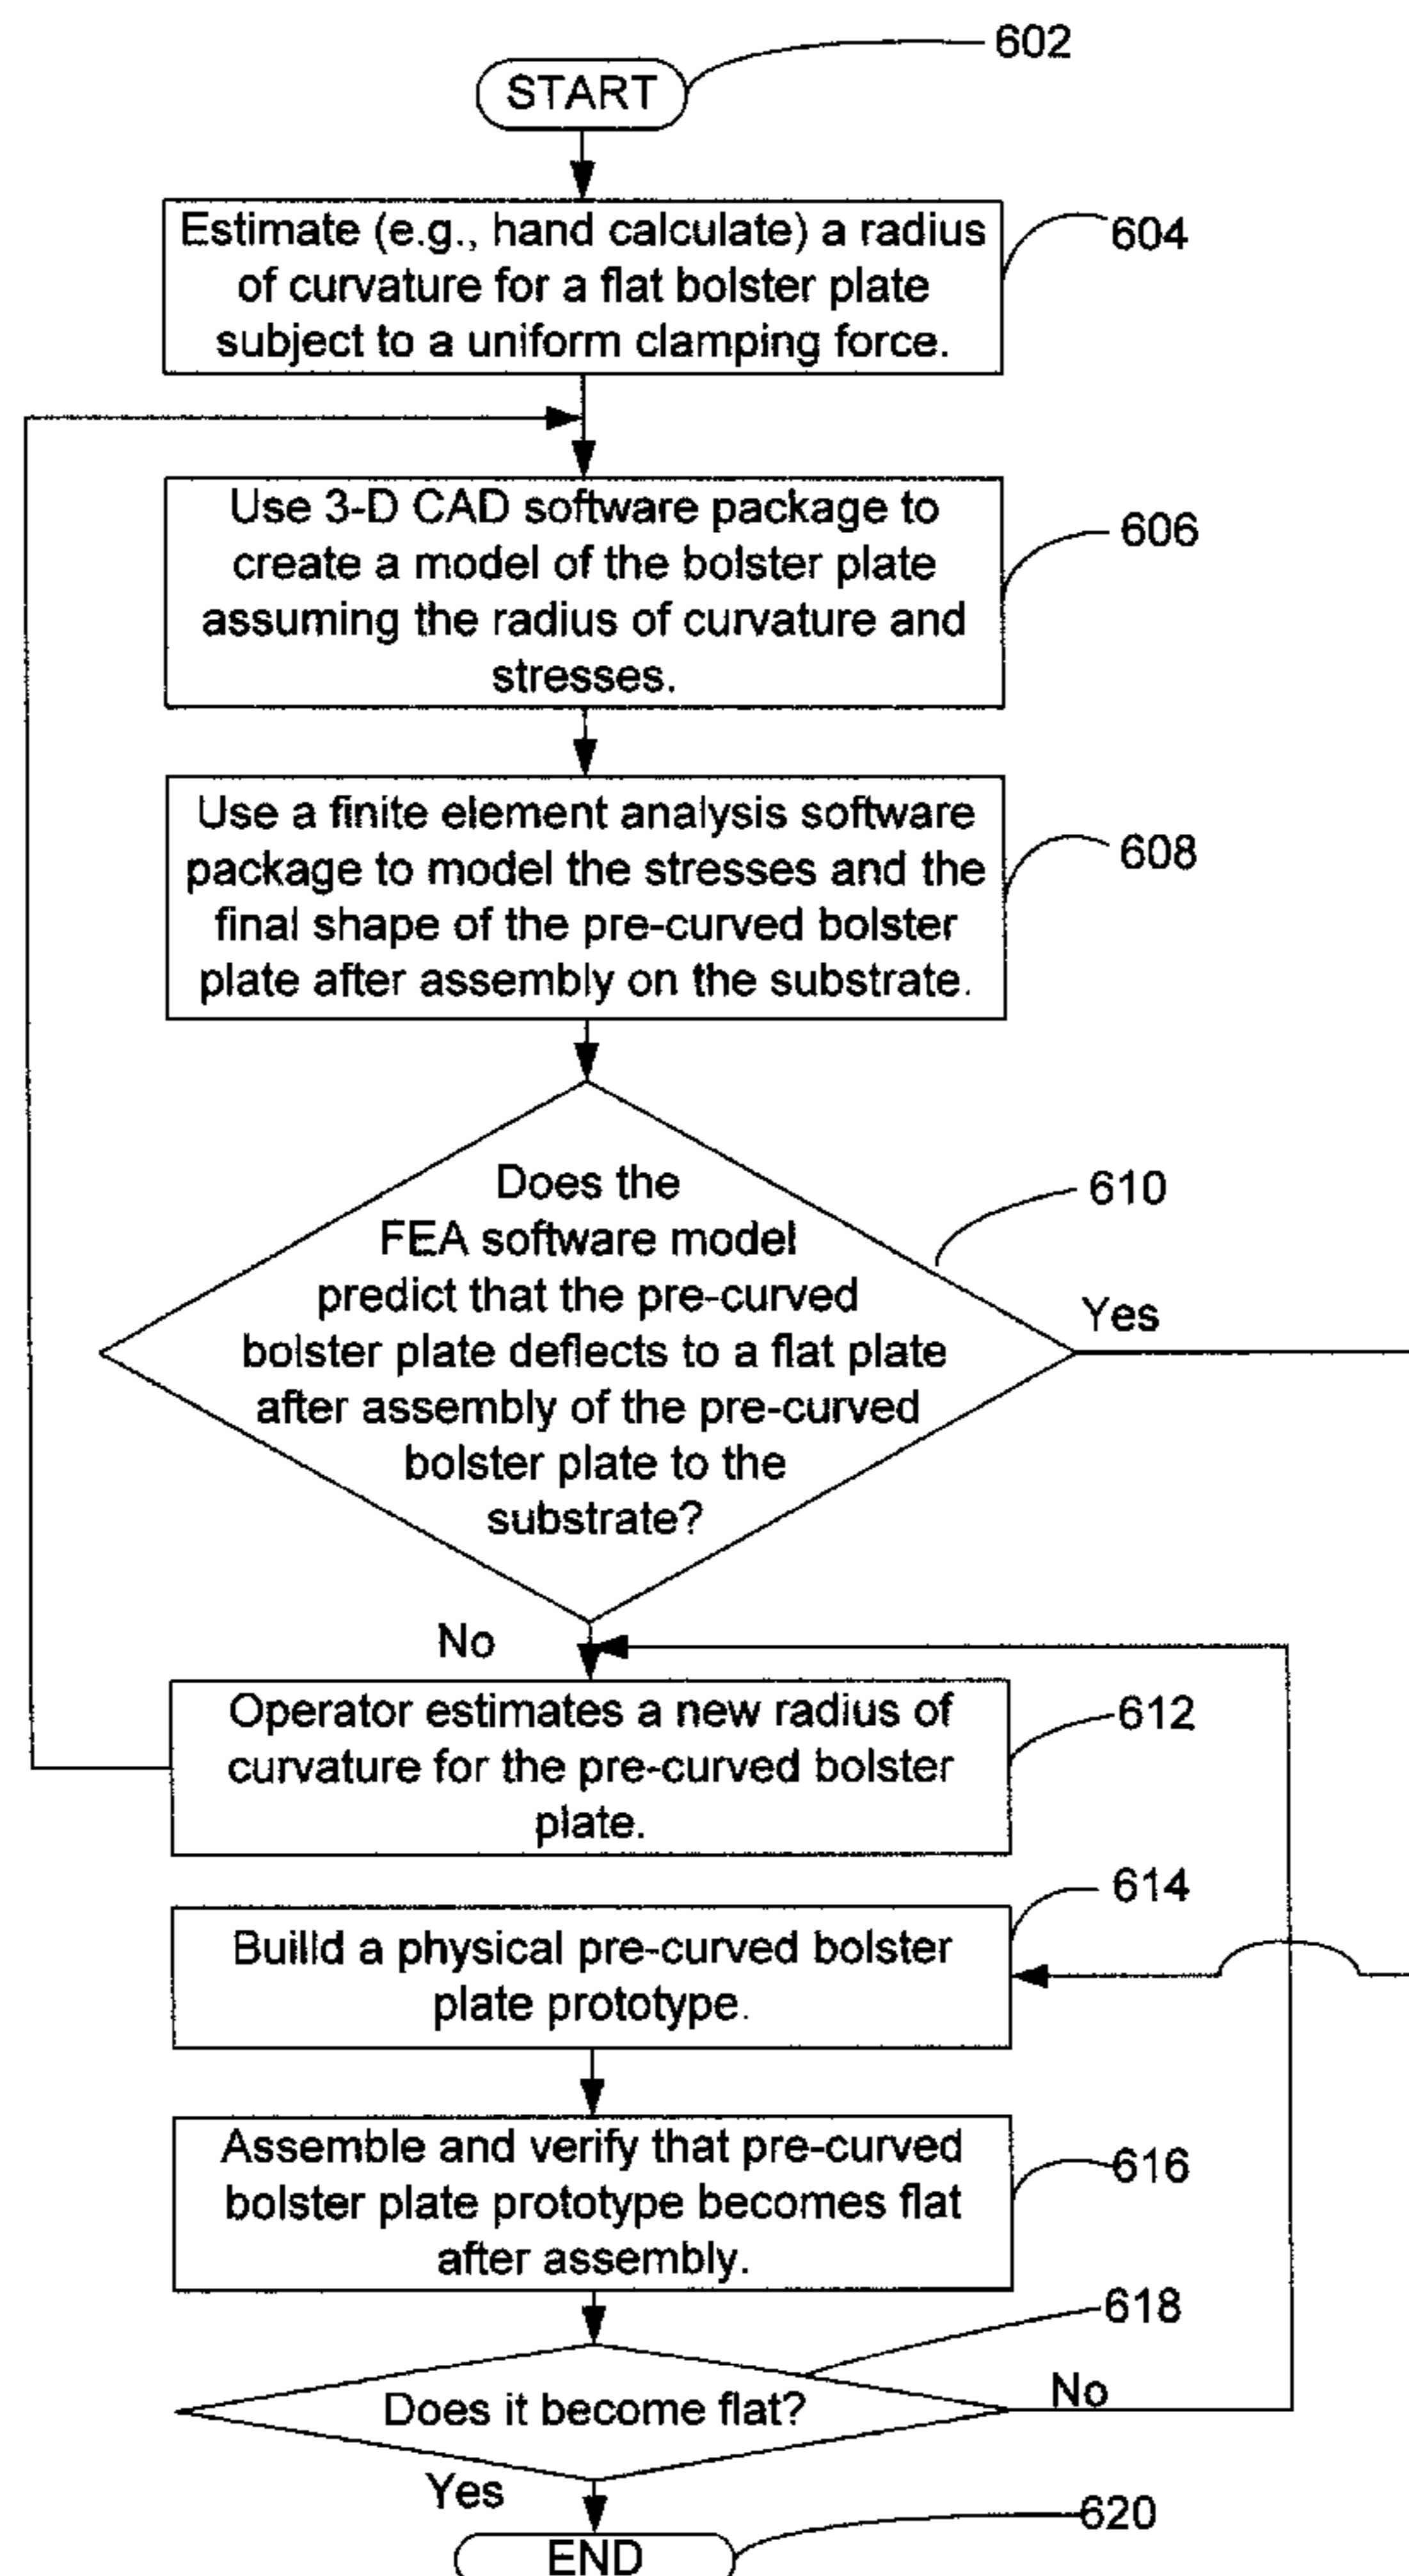 602
START
604
Estimate (e.g., hand calculate) a radius
of curvature for a flat bolster plate
subject to a uniform clamping force.
606
Use 3-D CAD software package to
create a model of the bolster plate
assuming the radius of curvature and
stresses.
608
Use a finite element analysis software
package to model the stresses and the
final shape of the pre-curved bolster
plate after assembly on the substrate.
610
Does the
FEA software model
predict that the pre-curved
bolster plate deflects to a flat plate
after assembly of the pre-curved
bolster plate to the
substrate?
Yes
No
612
Operator estimates a new radius of
curvature for the pre-curved bolster
plate.
614
Builld a physical pre-curved bolster
plate prototype.
616
Assemble and verify that pre-curved
bolster plate prototype becomes flat
after assembly.
618
Does it become flat?
No
Yes
620
END